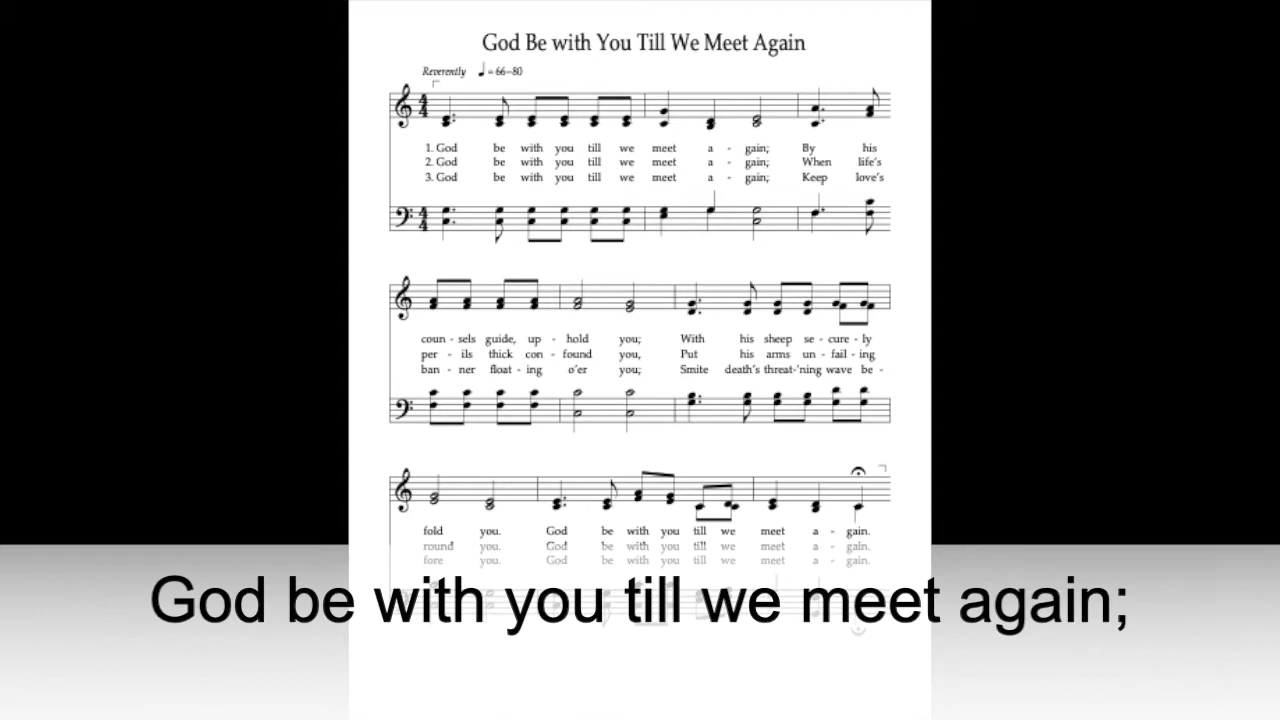 God Be with You Till We Meet Again
Reverently ♩ = 66–80
1. God be with you till we meet a - gain; By his
2. God be with you till we meet a - gain; When life's
3. God be with you till we meet a - gain; Keep love's
coun - sels guide, up - hold you; With his sheep se - cure - ly
per - ils thick con - found you, Put his arms un - fail - ing
ban - ner float - ing o'er you; Smite death's threat-'ning wave be -
fold you. God be with you till we meet a - gain.
round you. God be with you till we meet a - gain.
fore you. God be with you till we meet a - gain.
God be with you till we meet again;